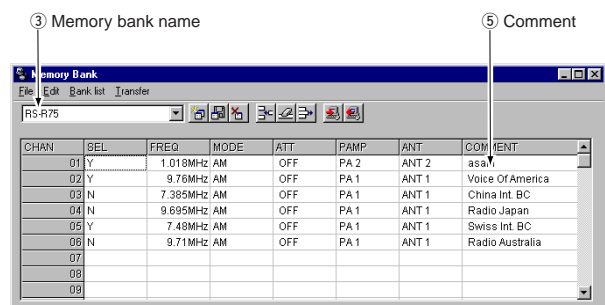 ③ Memory bank name
⑤ Comment
Memory Bank
File Edit Bank list Transfer
RS-R75
CHAN SEL FREQ MODE ATT PAMP ANT COMMENT
01 Y 1.018MHz AM OFF PA 2 ANT 2
02 Y 9.76MHz AM OFF PA 1 ANT 1 Voice Of America
03 N 7.385MHz AM OFF PA 1 ANT 1 China Int. BC
04 N 9.695MHz AM OFF PA 1 ANT 1 Radio Japan
05 Y 7.48MHz AM OFF PA 1 ANT 1 Swiss Int. BC
06 N 9.71MHz AM OFF PA 1 ANT 1 Radio Australia
07
08
09